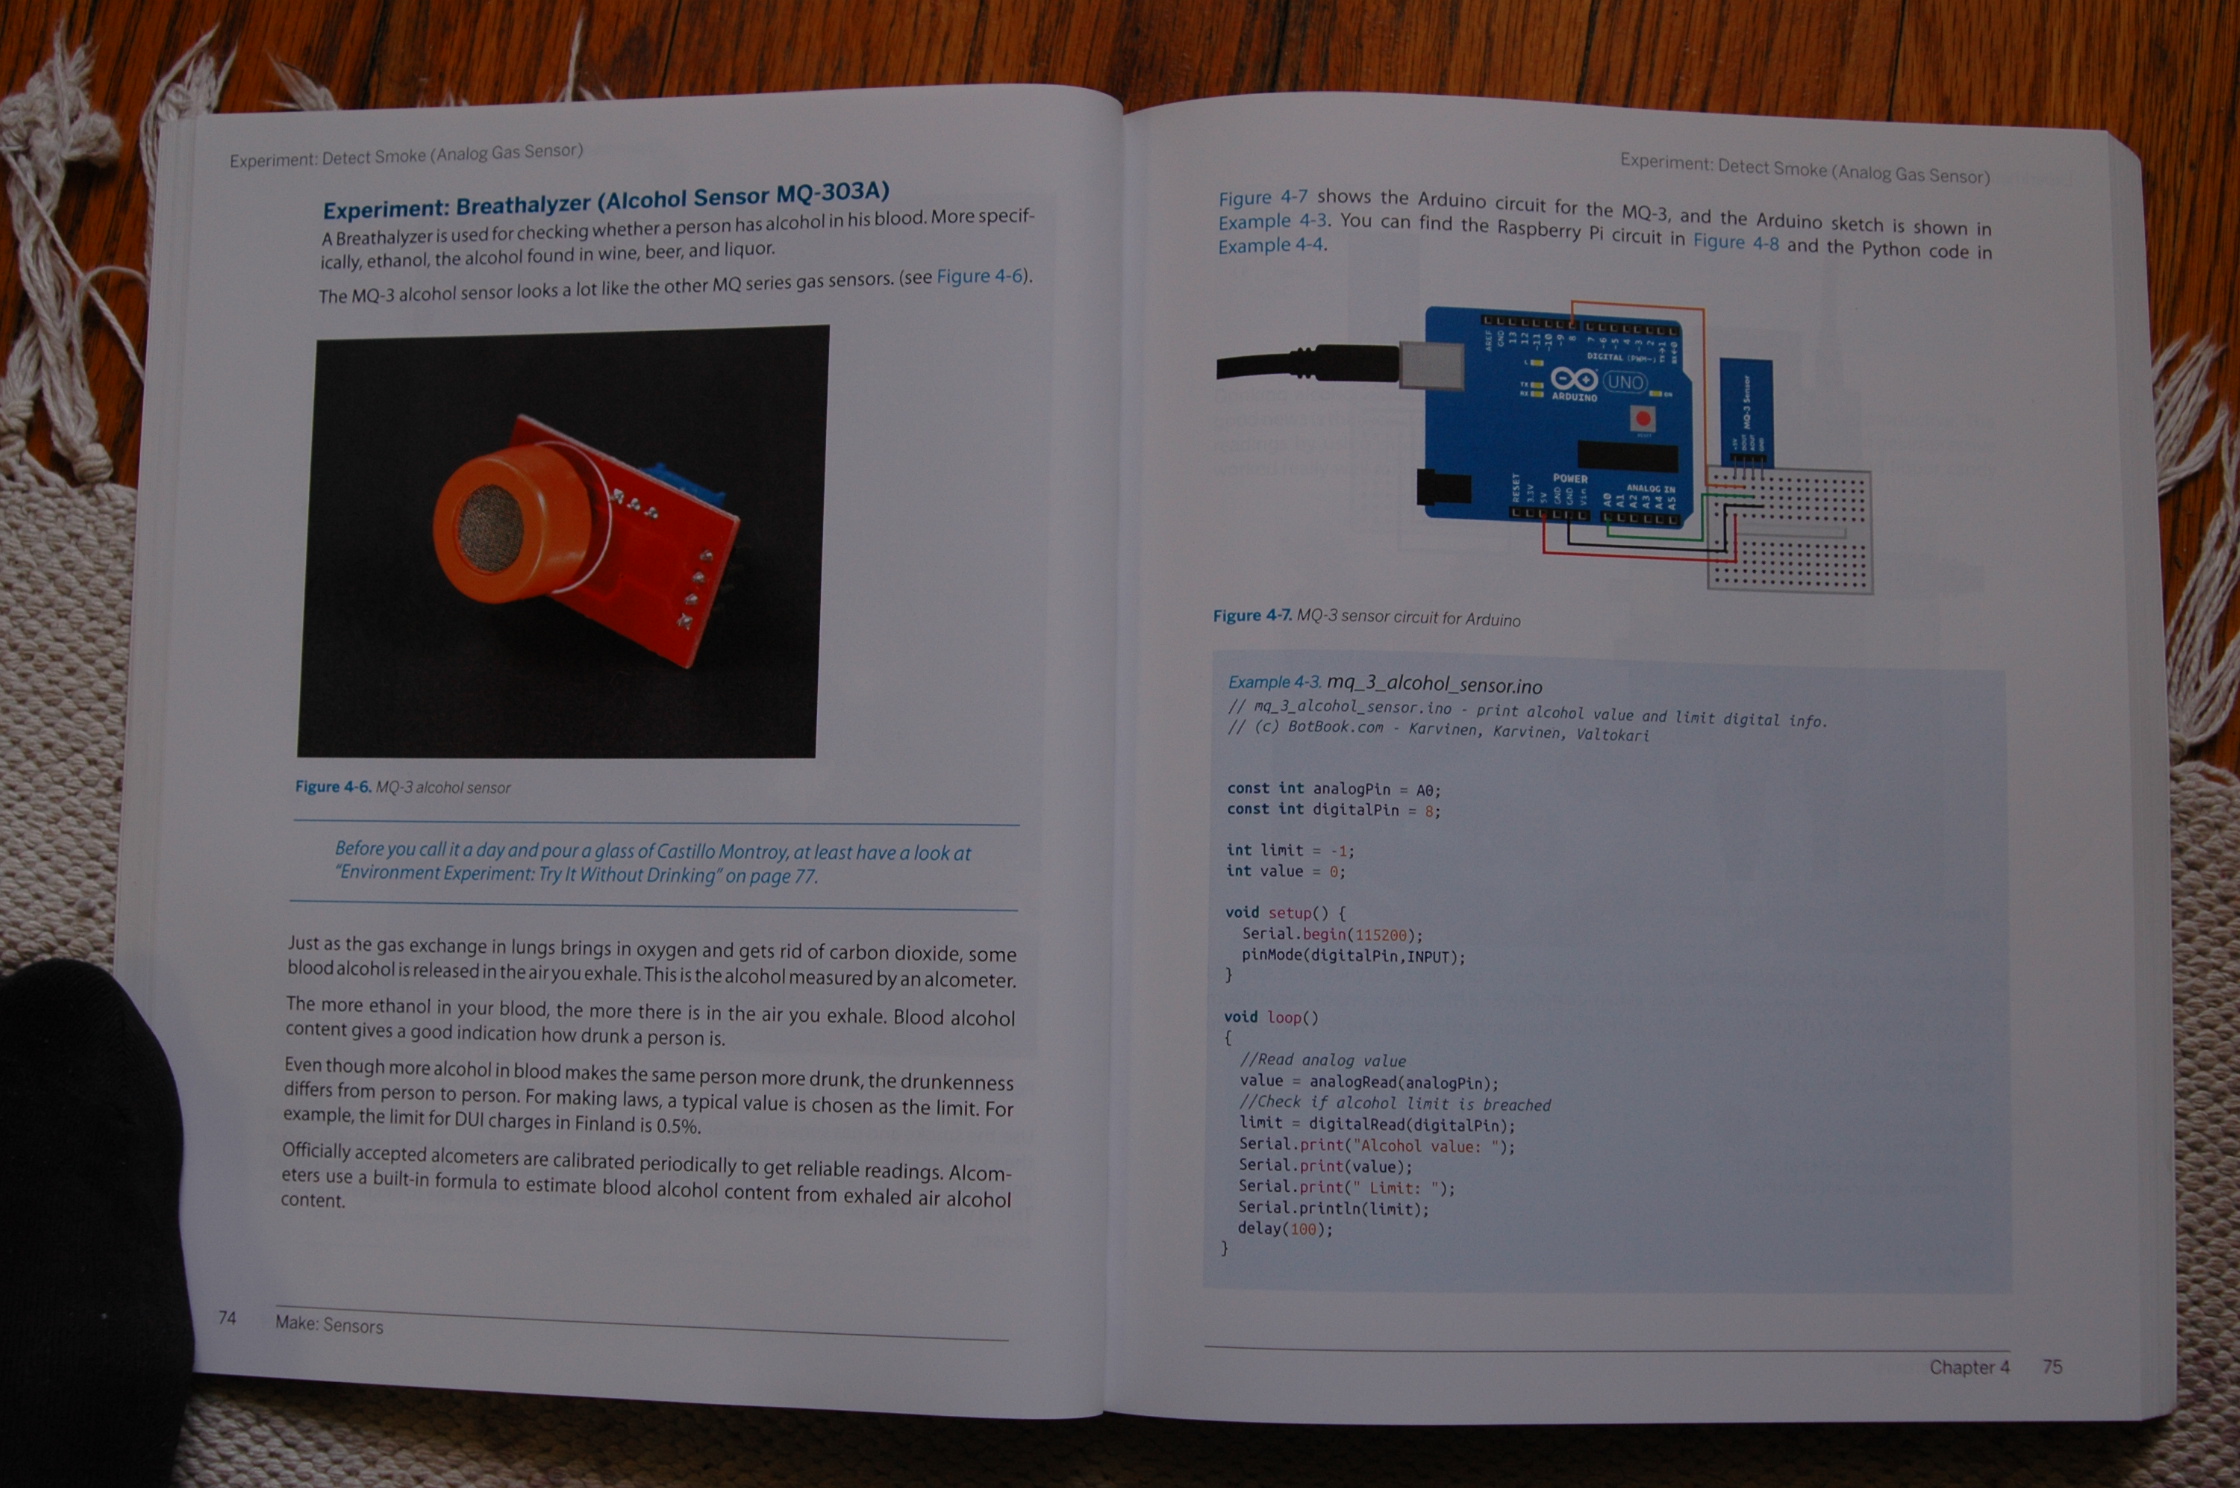 Experiment: Detect Smoke (Analog Gas Sensor)
Experiment: Breathalyzer (Alcohol Sensor MQ-303A)
A Breathalyzer is used for checking whether a person has alcohol in his blood. More specif-
ically, ethanol, the alcohol found in wine, beer, and liquor.
The MQ-3 alcohol sensor looks a lot like the other MQ series gas sensors. (see Figure 4-6).
Figure 4-6. MQ-3 alcohol sensor
Before you call it a day and pour a glass of Castillo Montroy, at least have a look at
"Environment Experiment: Try It Without Drinking" on page 77.
Just as the gas exchange in lungs brings in oxygen and gets rid of carbon dioxide, some
blood alcohol is released in the air you exhale. This is the alcohol measured by an alcometer.
The more ethanol in your blood, the more there is in the air you exhale. Blood alcohol
content gives a good indication how drunk a person is.
Even though more alcohol in blood makes the same person more drunk, the drunkenness
differs from person to person. For making laws, a typical value is chosen as the limit. For
example, the limit for DUI charges in Finland is 0.5%.
Officially accepted alcometers are calibrated periodically to get reliable readings. Alcom-
eters use a built-in formula to estimate blood alcohol content from exhaled air alcohol
content.
74 Make: Sensors
Experiment: Detect Smoke (Analog Gas Sensor)
Figure 4-7 shows the Arduino circuit for the MQ-3, and the Arduino sketch is shown in
Example 4-3. You can find the Raspberry Pi circuit in Figure 4-8 and the Python code in
Example 4-4.
AREF
GND
13
12
DIGITAL (PWM~)
UNO
ARDUINO
ON
L
TX
RX
RESET
3.3V
5V
GND
GND
Vin
POWER
ANALOG IN
A0
A1
A2
A3
A4
A5
MQ-3 Sensor
+5V
DOUT
AOUT
GND
Figure 4-7. MQ-3 sensor circuit for Arduino
Example 4-3. mq_3_alcohol_sensor.ino
// mq_3_alcohol_sensor.ino - print alcohol value and limit digital info.
// (c) BotBook.com - Karvinen, Karvinen, Valtokari
const int analogPin = A0;
const int digitalPin = 8;
int limit = -1;
int value = 0;
void setup() {
Serial.begin(115200);
pinMode(digitalPin,INPUT);
}
void loop()
{
//Read analog value
value = analogRead(analogPin);
//Check if alcohol limit is breached
limit = digitalRead(digitalPin);
Serial.print("Alcohol value: ");
Serial.print(value);
Serial.print(" Limit: ");
Serial.println(limit);
delay(100);
}
Chapter 4 75